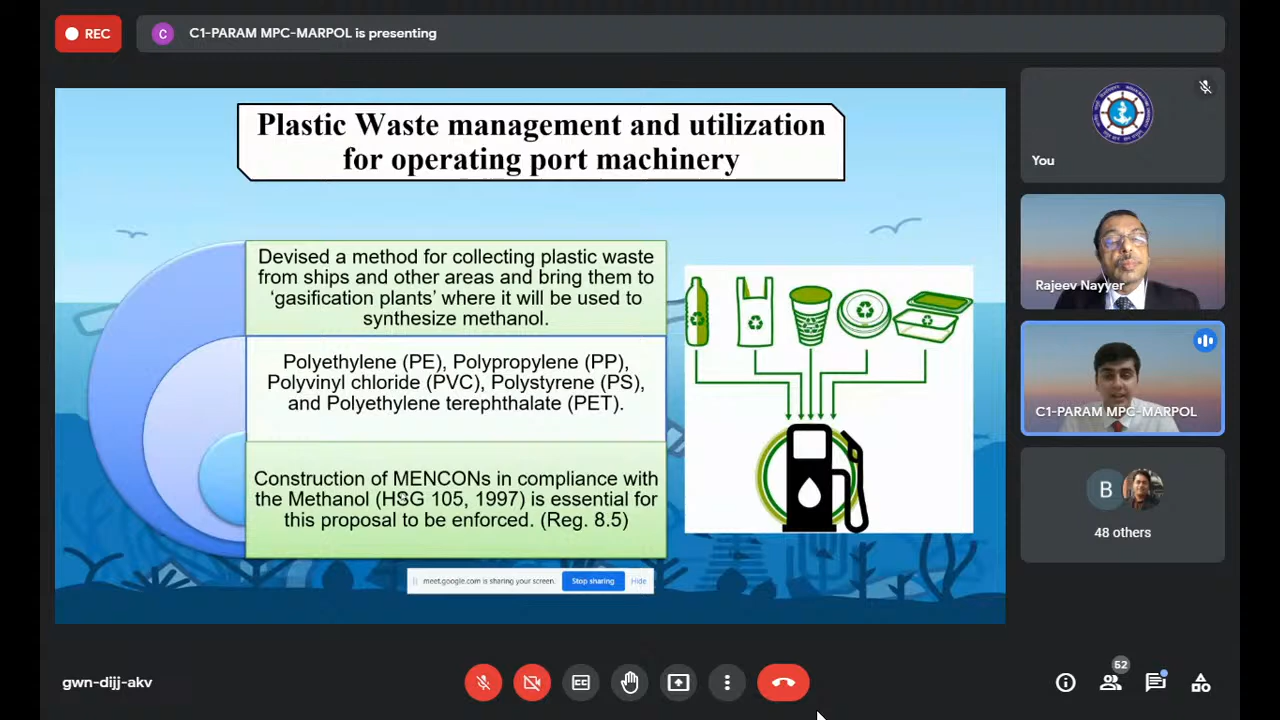 REC
C
C1-PARAM MPC-MARPOL is presenting
Plastic Waste management and utilization
for operating port machinery
Devised a method for collecting plastic waste
from ships and other areas and bring them to
‘gasification plants’ where it will be used to
synthesize methanol.
Polyethylene (PE), Polypropylene (PP),
Polyvinyl chloride (PVC), Polystyrene (PS),
and Polyethylene terephthalate (PET).
Construction of MENCONs in compliance with
the Methanol (HSG 105, 1997) is essential for
this proposal to be enforced. (Reg. 8.5)
meet.google.com is sharing your screen.
Stop sharing
Hide
You
Rajeev Nayyer
C1-PARAM MPC-MARPOL
B
48 others
gwn-dijj-akv
CC
52